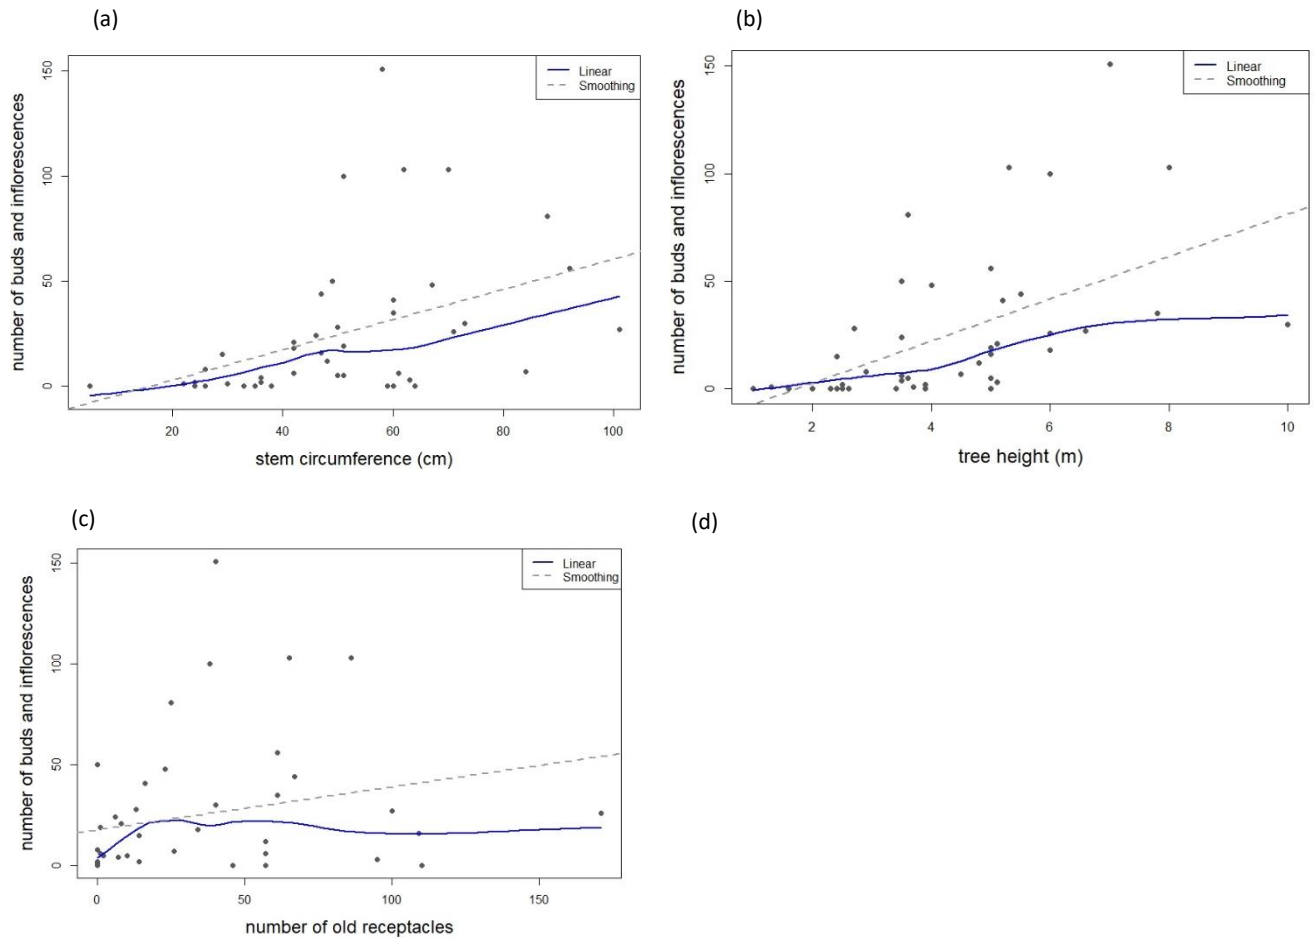 (a)
Linear
Smoothing
number of buds and inflorescences
0
50
100
150
20
40
60
80
100
stem circumference (cm)
(b)
Linear
Smoothing
number of buds and inflorescences
0
50
100
150
2
4
6
8
10
tree height (m)
(c)
Linear
Smoothing
number of buds and inflorescences
0
50
100
150
0
50
100
150
number of old receptacles
(d)